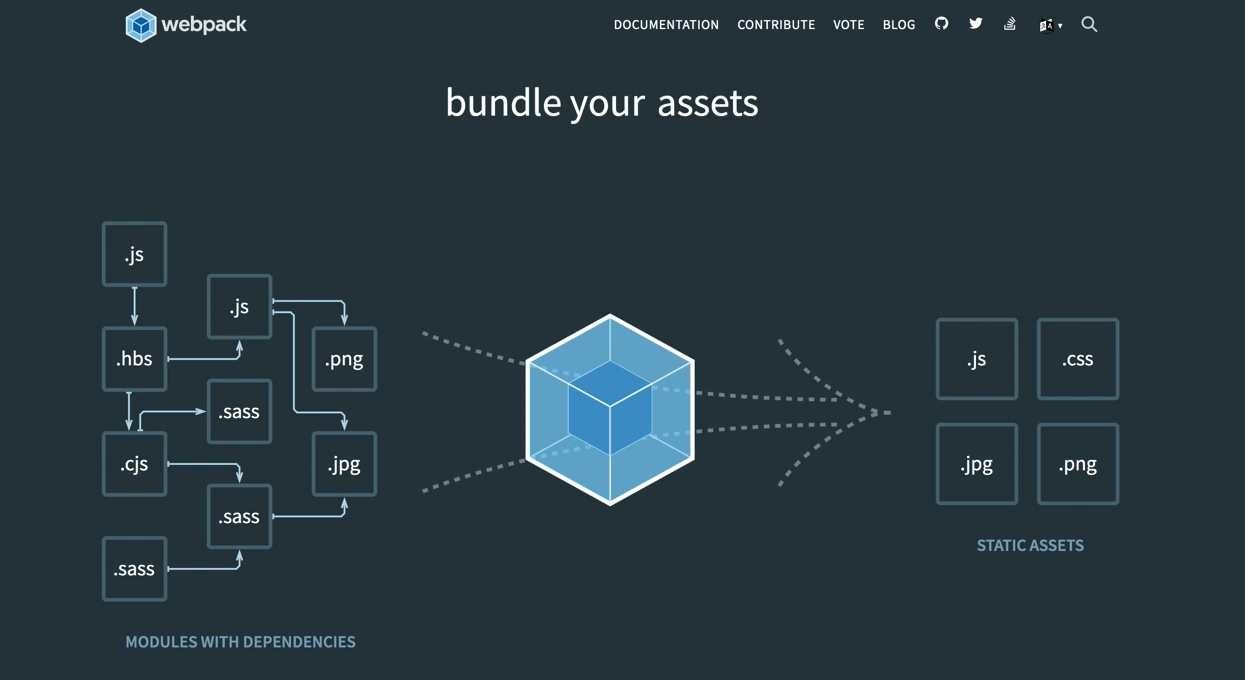 webpack
DOCUMENTATION CONTRIBUTE VOTE BLOG
bundle your assets
.js
.js
.hbs
.png
.sass
.cjs
.jpg
.sass
.sass
MODULES WITH DEPENDENCIES
.js .css
.jpg .png
STATIC ASSETS